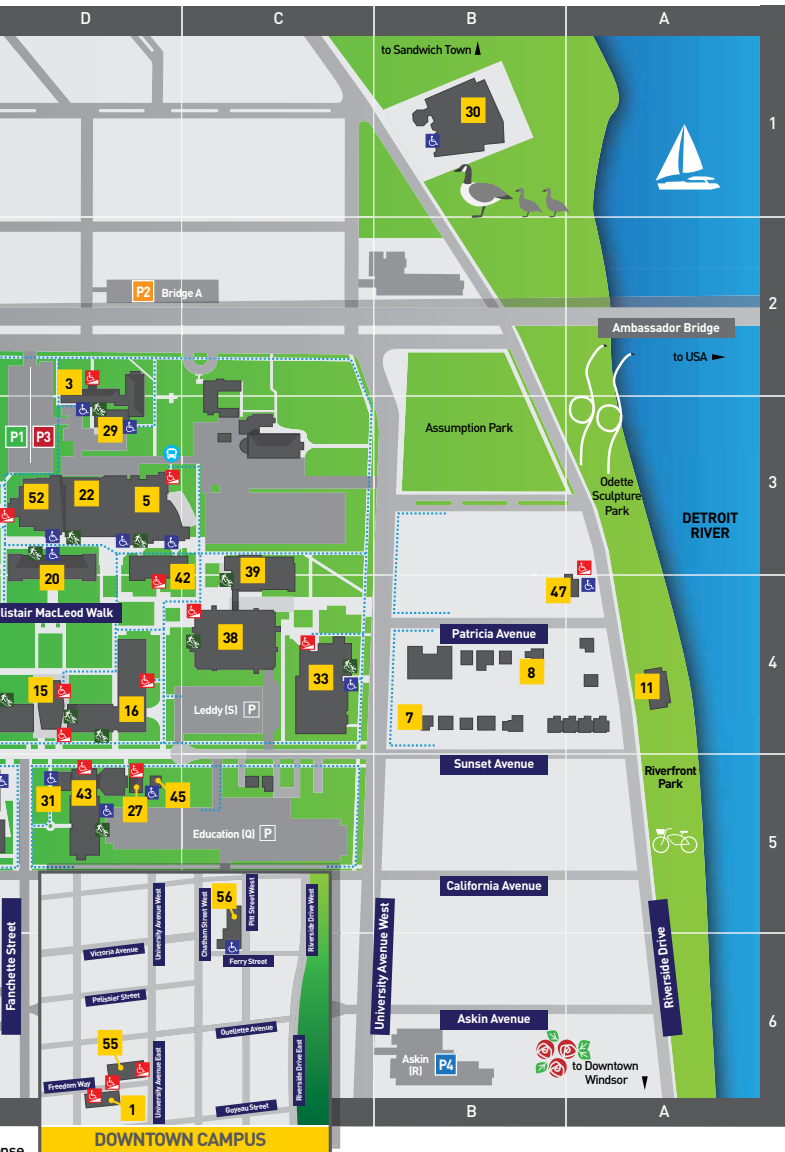 D
C
B
A
to Sandwich Town
30
1
P2 Bridge A
2
Ambassador Bridge
to USA
3
29
P1 P3
Assumption Park
52
22
5
3
Odette
Sculpture
Park
DETROIT
RIVER
20
42
39
47
listair MacLeod Walk
38
Patricia Avenue
4
33
8
11
15
16
Leddy (S) P
7
Sunset Avenue
Riverfront
Park
31
43
27
45
Education (Q) P
5
California Avenue
56
Fanchette Street
University Avenue West
Chatham Street West
Pitt Street West
Riverside Drive West
Victoria Avenue
Ferry Street
University Avenue West
Riverside Drive
Pelissier Street
Ouellette Avenue
Askin Avenue
6
55
University Avenue East
Riverside Drive East
Askin
(R)
P4
to Downtown
Windsor
Freedom Way
1
Goyeau Street
B
A
DOWNTOWN CAMPUS